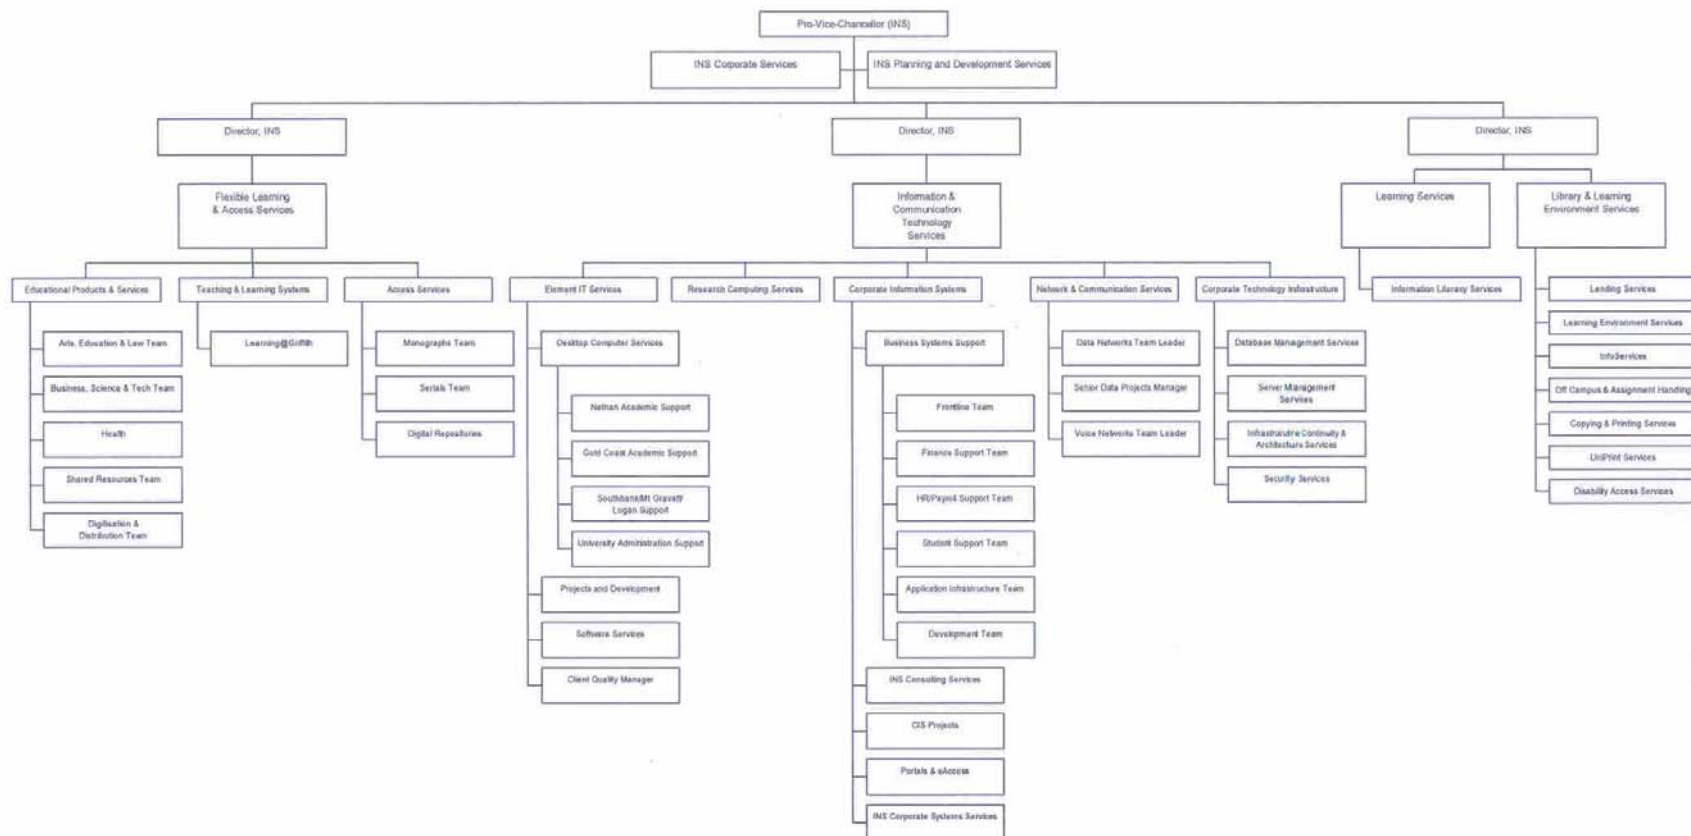 Pro-Vice-Chancellor (INS)
INS Corporate Services
INS Planning and Development Services
Director, INS
Director, INS
Director, INS
Flexible Learning
& Access Services
Information &
Communication
Technology
Services
Learning Services
Library & Learning
Environment Services
Educational Products & Services
Teaching & Learning Systems
Access Services
Element IT Services
Research Computing Services
Corporate Information Systems
Network & Communication Services
Corporate Technology Infrastructure
Information Literacy Services
Lending Services
Arts, Education & Law Team
Business, Science & Tech Team
Health
Shared Resources Team
Digitisation &
Distribution Team
Learning@Griffith
Monographs Team
Serials Team
Digital Repositories
Desktop Computer Services
Nathan Academic Support
Gold Coast Academic Support
Southbank/Mt Gravatt/
Logan Support
University Administration Support
Projects and Development
Software Services
Client Quality Manager
Business Systems Support
Frontline Team
Finance Support Team
HR/Payroll Support Team
Student Support Team
Application Infrastructure Team
Development Team
INS Consulting Services
CIS Projects
Portals & eAccess
INS Corporate Systems Services
Data Networks Team Leader
Senior Data Projects Manager
Voice Networks Team Leader
Database Management Services
Server Management
Services
Infrastructure Continuity &
Architecture Services
Security Services
Learning Environment Services
InfoServices
Off Campus & Assignment Handling
Copying & Printing Services
UniPrint Services
Disability Access Services